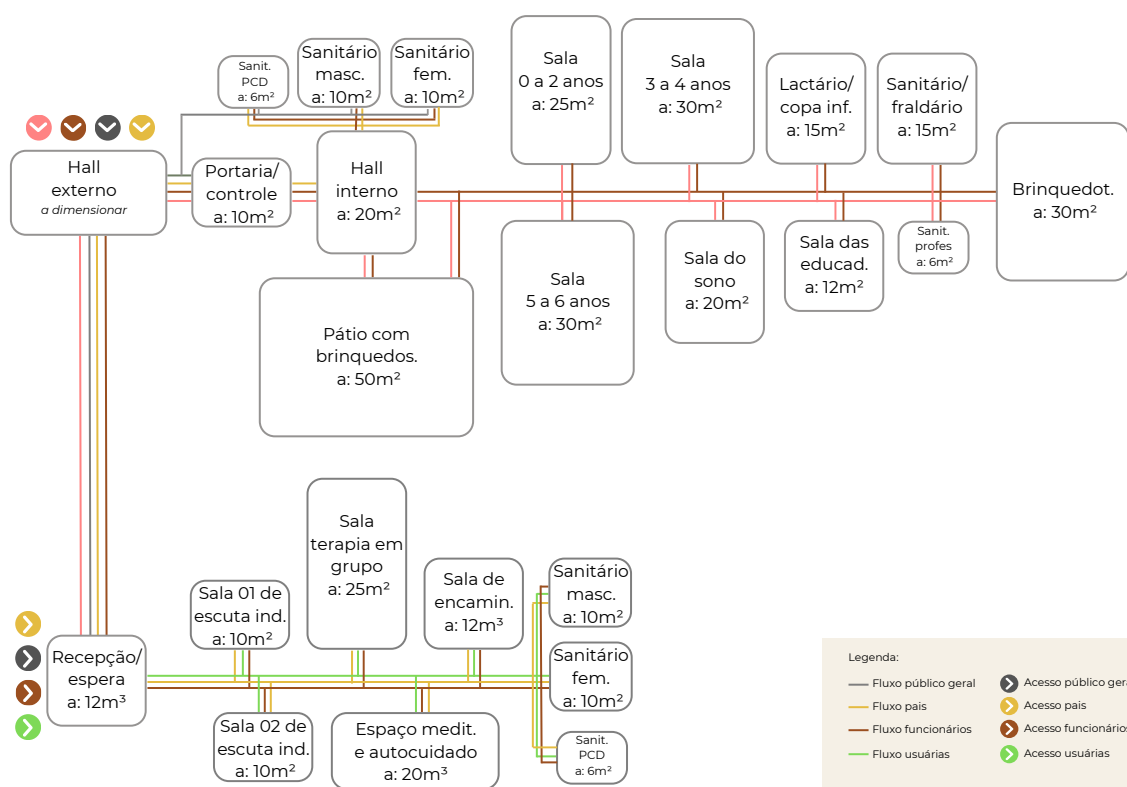 Sanit.
PCD
a: 6m²
Sanitário
masc.
a: 10m²
Sanitário
fem.
a: 10m²
Sala
0 a 2 anos
a: 25m²
Sala
3 a 4 anos
a: 30m²
Lactário/
copa inf.
a: 15m²
Sanitário/
fraldário
a: 15m²
Hall
externo
a dimensionar
Portaria/
controle
a: 10m²
Hall
interno
a: 20m²
Brinquedot.
a: 30m²
Pátio com
brinquedos.
a: 50m²
Sala
5 a 6 anos
a: 30m²
Sala do
sono
a: 20m²
Sala das
educad.
a: 12m²
Sanit.
profes
a: 6m²
Sala
terapia em
grupo
a: 25m²
Sala 01 de
escuta ind.
a: 10m²
Sala de
encamin.
a: 12m³
Sanitário
masc.
a: 10m²
Recepção/
espera
a: 12m³
Sanitário
fem.
a: 10m²
Sala 02 de
escuta ind.
a: 10m²
Espaço medit.
e autocuidado
a: 20m³
Sanit.
PCD
a: 6m²
Legenda:
Fluxo público geral
Acesso público gera
Fluxo pais
Acesso pais
Fluxo funcionários
Acesso funcionários
Fluxo usuárias
Acesso usuárias